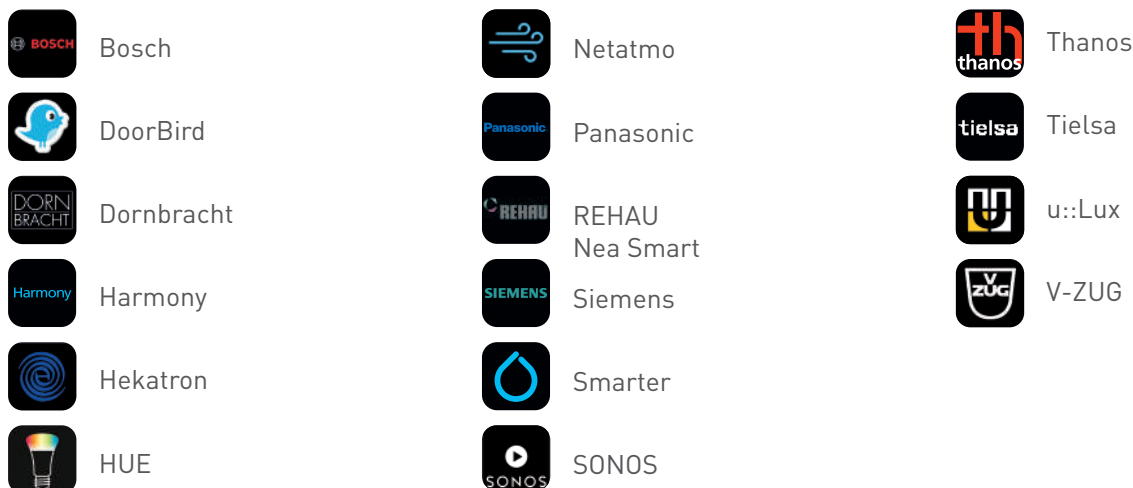 BOSCH
Bosch
DoorBird
DORN
BRACHT
Dornbracht
Harmony
Harmony
Hekatron
HUE
Netatmo
Panasonic
Panasonic
REHAU
REHAU
Nea Smart
SIEMENS
Siemens
Smarter
SONOS
SONOS
th
thanos
Thanos
tielsa
Tielsa
U
u::Lux
V
ZUG
V-ZUG